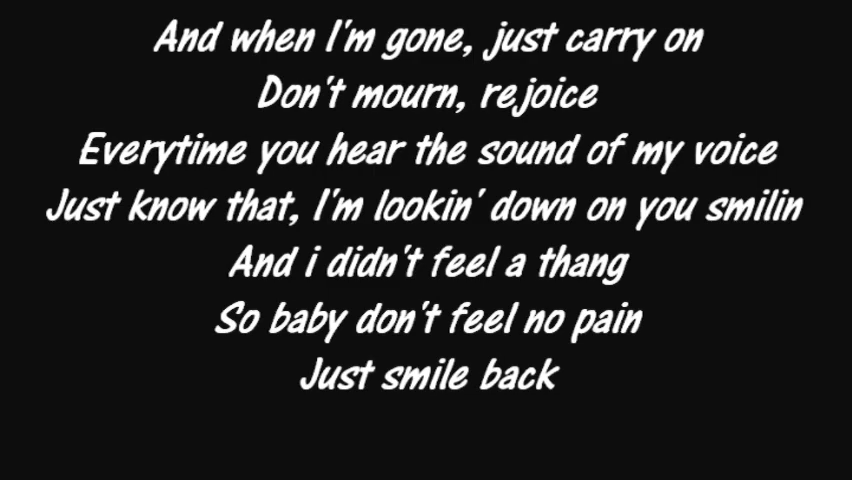 And when I'm gone, just carry on
Don't mourn, rejoice
Everytime you hear the sound of my voice
Just know that, I'm lookin' down on you smilin
And i didn't feel a thang
So baby don't feel no pain
Just smile back